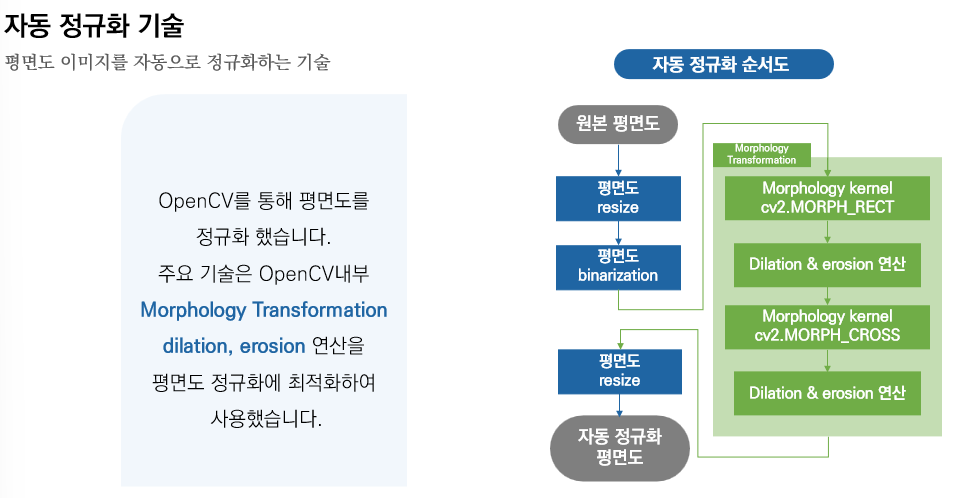 자동 정규화 기술
평면도 이미지를 자동으로 정규화하는 기술
OpenCV를 통해 평면도를
정규화 했습니다.
주요 기술은 OpenCV내부
Morphology Transformation
dilation, erosion 연산을
평면도 정규화에 최적화하여
사용했습니다.
자동 정규화 순서도
원본 평면도
평면도
resize
평면도
binarization
Morphology
Transformation
Morphology kernel
cv2.MORPH_RECT
Dilation & erosion 연산
Morphology kernel
cv2.MORPH_CROSS
Dilation & erosion 연산
평면도
resize
자동 정규화
평면도